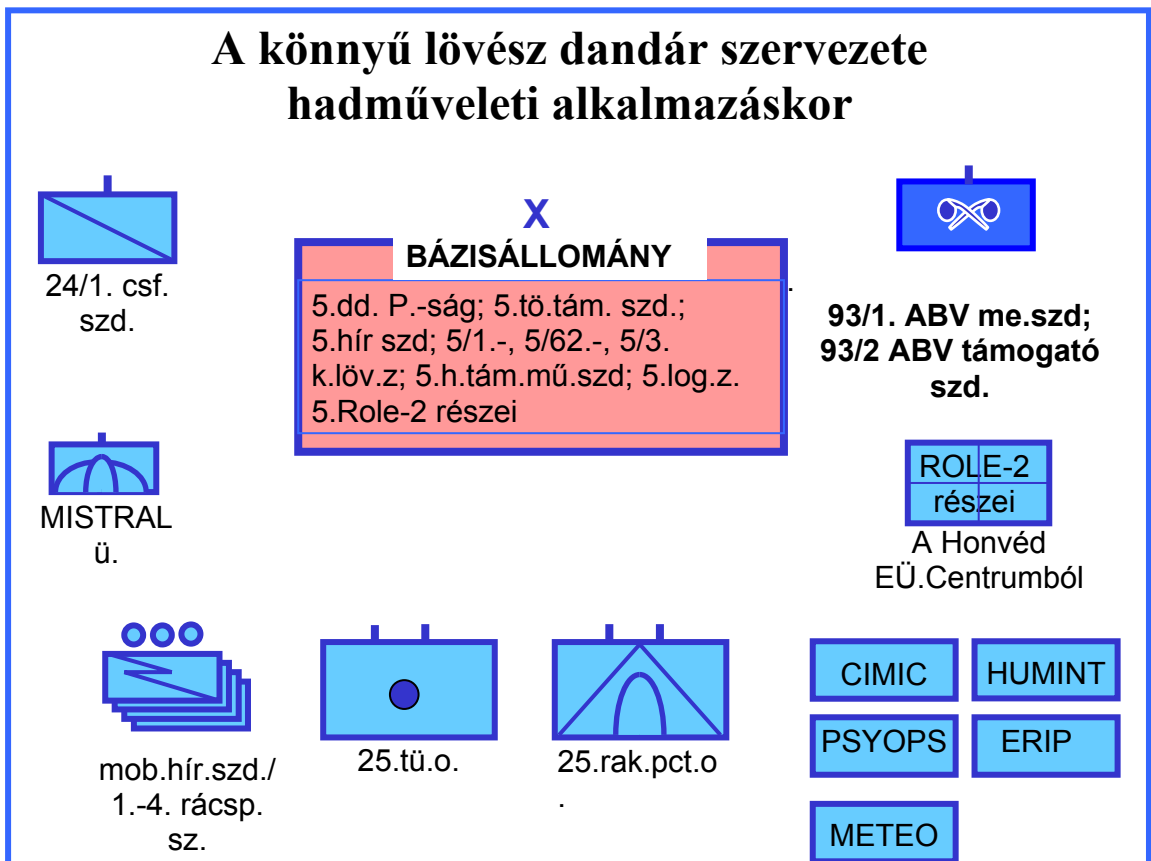 A könnyű lövész dandár szervezete
hadműveleti alkalmazáskor
24/1. csf.
szd.
X
BÁZISÁLLOMÁNY
.
5.dd. P.-ság; 5.tö.tám. szd.;
5.hír szd; 5/1.-, 5/62.-, 5/3.
k.löv.z; 5.h.tám.mű.szd; 5.log.z.
5.Role-2 részei
93/1. ABV me.szd;
93/2 ABV támogató
szd.
MISTRAL
ü.
ROLE-2
részei
A Honvéd
EÜ.Centrumból
mob.hír.szd./
1.-4. rácsp.
sz.
25.tü.o.
25.rak.pct.o
.
CIMIC
HUMINT
PSYOPS
ERIP
METEO